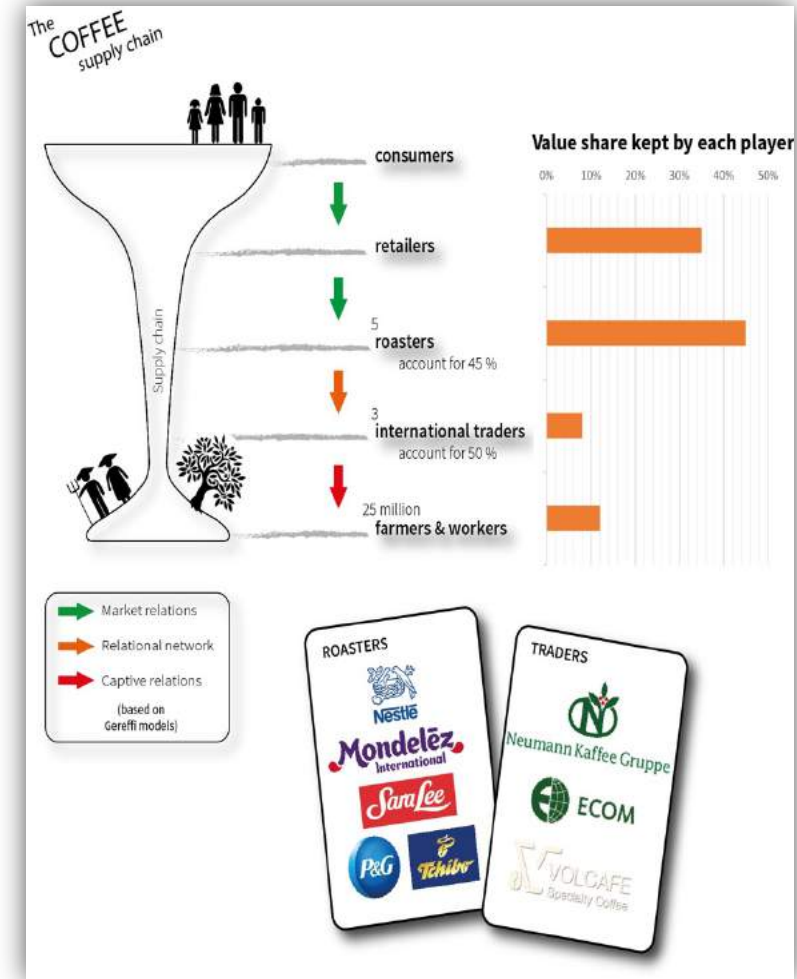 The
COFFEE
supply chain
consumers
retailers
5
roasters
account for 45 %
3
international traders
account for 50 %
25 million
farmers & workers
Supply chain
Value share kept by each player
0% 10% 20% 30% 40% 50%
Market relations
Relational network
Captive relations
(based on
Gereffi models)
ROASTERS
Nestlé
Mondelēz
International
Sara Lee
P&G
Tchibo
TRADERS
N
Neumann Kaffee Gruppe
ECOM
VOLCAFE
Specialty Coffee